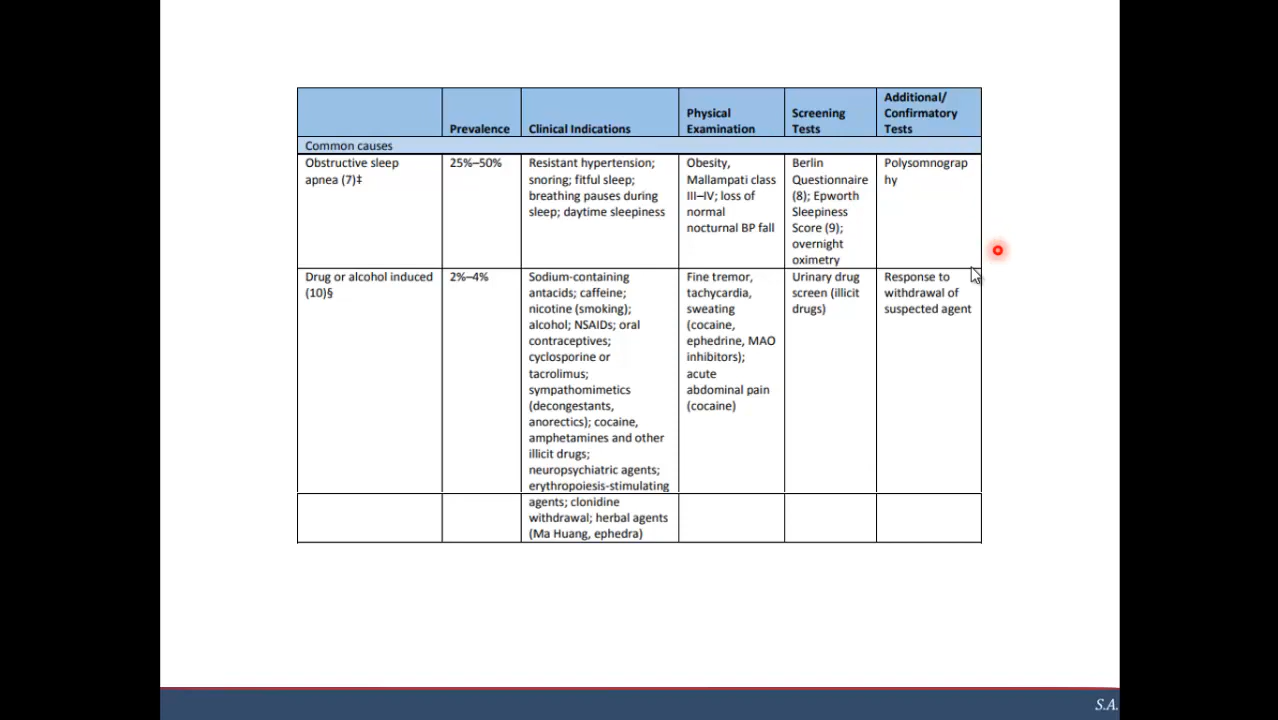 Prevalence
Clinical Indications
Physical
Examination
Screening
Tests
Additional/
Confirmatory
Tests
Common causes
Obstructive sleep
apnea (7)‡
25%–50%
Resistant hypertension;
snoring; fitful sleep;
breathing pauses during
sleep; daytime sleepiness
Obesity,
Mallampati class
III–IV; loss of
normal
nocturnal BP fall
Berlin
Questionnaire
(8); Epworth
Sleepiness
Score (9);
overnight
oximetry
Polysomnograp
hy
Drug or alcohol induced
(10)§
2%–4%
Sodium-containing
antacids; caffeine;
nicotine (smoking);
alcohol; NSAIDs; oral
contraceptives;
cyclosporine or
tacrolimus;
sympathomimetics
(decongestants,
anorectics); cocaine,
amphetamines and other
illicit drugs;
neuropsychiatric agents;
erythropoiesis-stimulating
agents; clonidine
withdrawal; herbal agents
(Ma Huang, ephedra)
Fine tremor,
tachycardia,
sweating
(cocaine,
ephedrine, MAO
inhibitors);
acute
abdominal pain
(cocaine)
Urinary drug
screen (illicit
drugs)
Response to
withdrawal of
suspected agent
S.A.